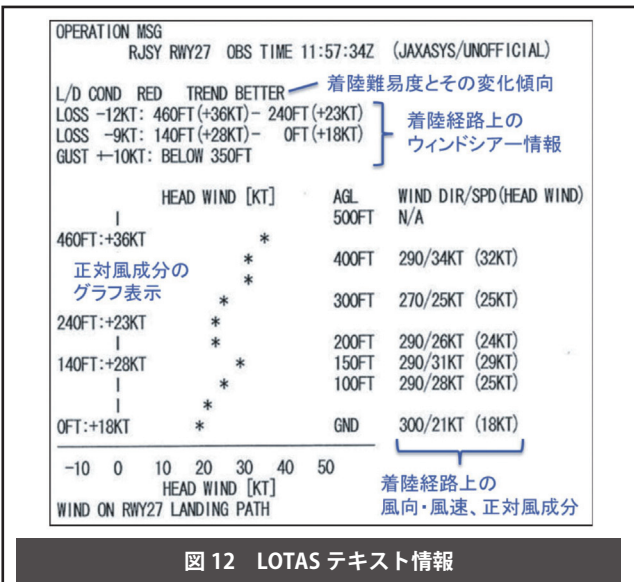 OPERATION MSG
RJSY RWY27 OBS TIME 11:57:34Z (JAXASYS/UNOFFICIAL)
L/D COND RED TREND BETTER 着陸難易度とその変化傾向
LOSS -12KT: 460FT(+36KT)- 240FT(+23KT)
LOSS -9KT: 140FT(+28KT)- 0FT(+18KT)
GUST +-10KT: BELOW 350FT
着陸経路上の
ウィンドシアー情報
HEAD WIND [KT] AGL WIND DIR/SPD(HEAD WIND)
| 500FT N/A
460FT:+36KT *
* 400FT 290/34KT (32KT)
正対風成分の
グラフ表示
*
* 300FT 270/25KT (25KT)
240FT:+23KT *
| * 200FT 290/26KT (24KT)
140FT:+28KT * 150FT 290/31KT (29KT)
| * 100FT 290/28KT (25KT)
| *
0FT:+18KT * GND 300/21KT (18KT)
-10 0 10 20 30 40 50
HEAD WIND [KT]
WIND ON RWY27 LANDING PATH
着陸経路上の
風向・風速、正対風成分
図 12 LOTAS テキスト情報